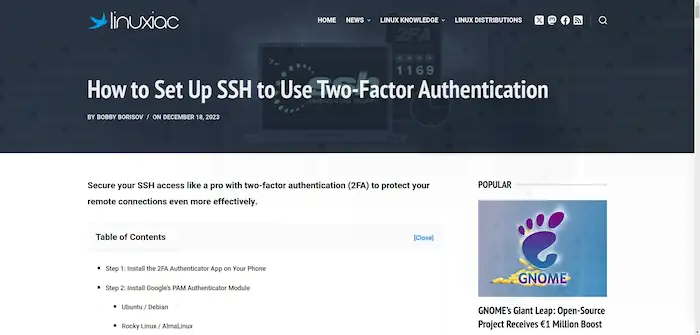 linuxiac
HOME NEWS LINUX KNOWLEDGE LINUX DISTRIBUTIONS
ssh
2FA
1169
How to Set Up SSH to Use Two-Factor Authentication
BY BOBBY BORISOV / ON DECEMBER 18, 2023
Secure your SSH access like a pro with two-factor authentication (2FA) to protect your
remote connections even more effectively.
Table of Contents [Close]
Step 1: Install the 2FA Authenticator App on Your Phone
Step 2: Install Google's PAM Authenticator Module
Ubuntu / Debian
Rocky Linux / AlmaLinux
POPULAR
GNOME
GNOME's Giant Leap: Open-Source
Project Receives €1 Million Boost